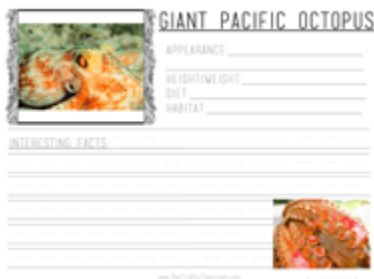 GIANT PACIFIC OCTOPUS
APPEARANCE:
HEIGHT/WEIGHT:
DIET:
HABITAT:
INTERESTING FACTS: